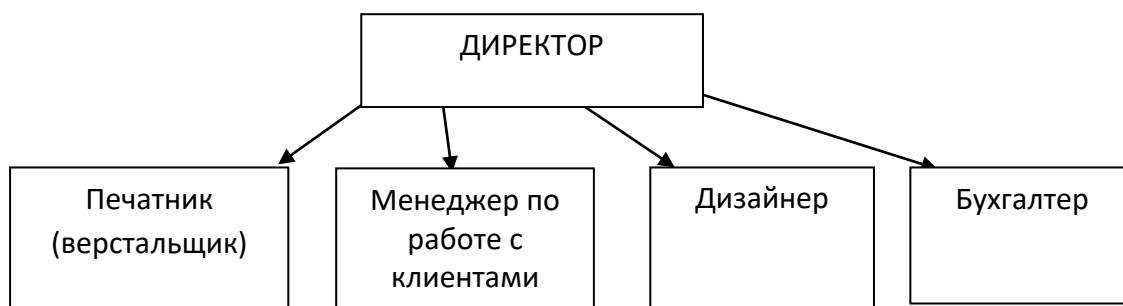 ДИРЕКТОР
Печатник
(верстальщик)
Менеджер по
работе с
клиентами
Дизайнер
Бухгалтер